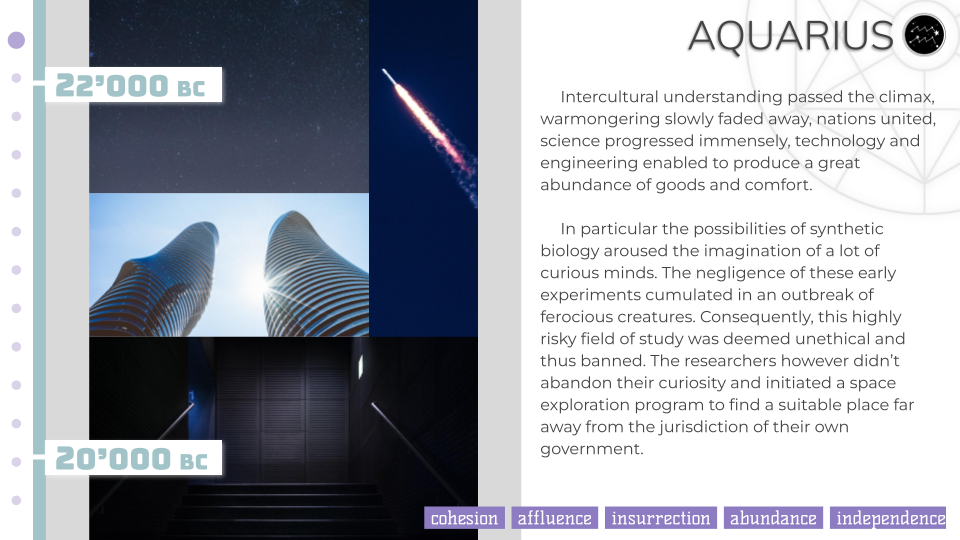 AQUARIUS
22’000 BC
Intercultural understanding passed the climax,
warmongering slowly faded away, nations united,
science progressed immensely, technology and
engineering enabled to produce a great
abundance of goods and comfort.
In particular the possibilities of synthetic
biology aroused the imagination of a lot of
curious minds. The negligence of these early
experiments cumulated in an outbreak of
ferocious creatures. Consequently, this highly
risky field of study was deemed unethical and
thus banned. The researchers however didn’t
abandon their curiosity and initiated a space
exploration program to find a suitable place far
away from the jurisdiction of their own
government.
20’000 BC
cohesion affluence insurrection abundance independence